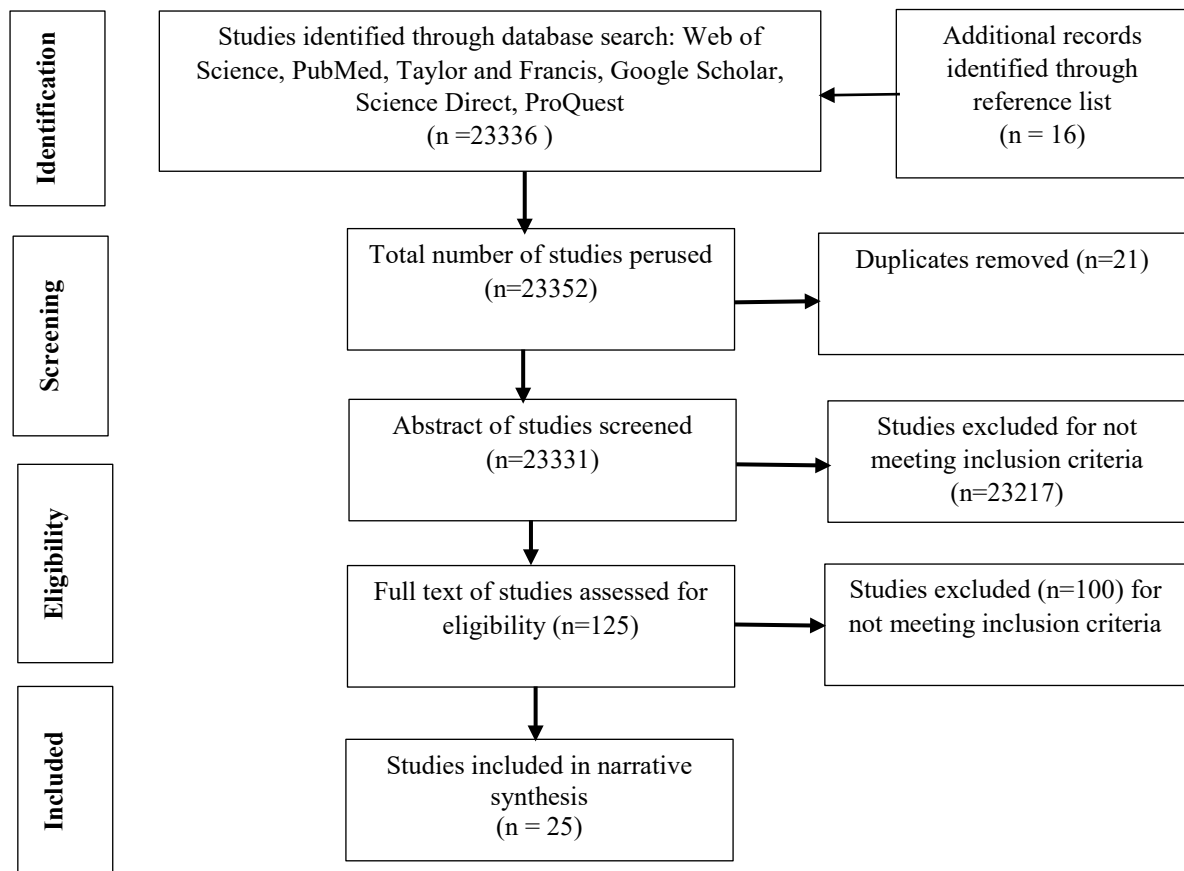 Identification
Studies identified through database search: Web of
Science, PubMed, Taylor and Francis, Google Scholar,
Science Direct, ProQuest
(n =23336 )
Additional records
identified through
reference list
(n = 16)
Screening
Total number of studies perused
(n=23352)
Duplicates removed (n=21)
Abstract of studies screened
(n=23331)
Studies excluded for not
meeting inclusion criteria
(n=23217)
Eligibility
Full text of studies assessed for
eligibility (n=125)
Studies excluded (n=100) for
not meeting inclusion criteria
Included
Studies included in narrative
synthesis
(n = 25)